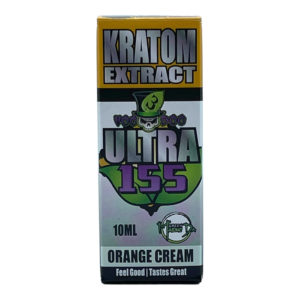 KRATOM
EXTRACT
ULTRA
155
10ML
ORANGE CREAM
Feel Good | Tastes Great